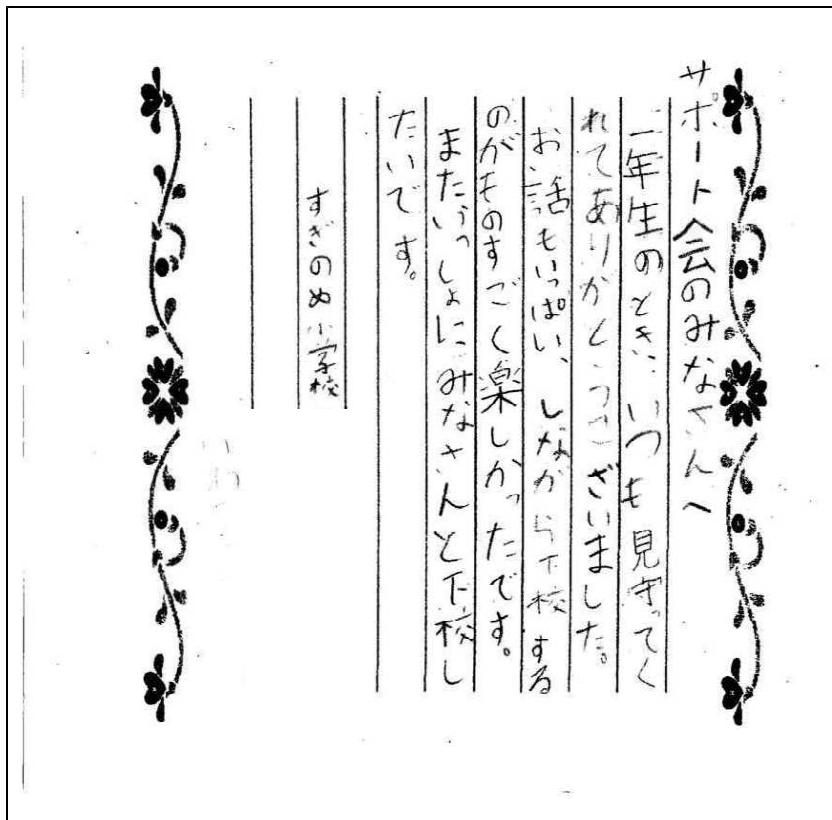 サポート会のみなさんへ
一年生のとき、いつも見守ってく
れてありがとうございました。
お話もいっぱい、しながら下校する
のがものすごく楽しかったです。
またいっしょにみなさんと下校し
たいです。
すぎのめ小学校